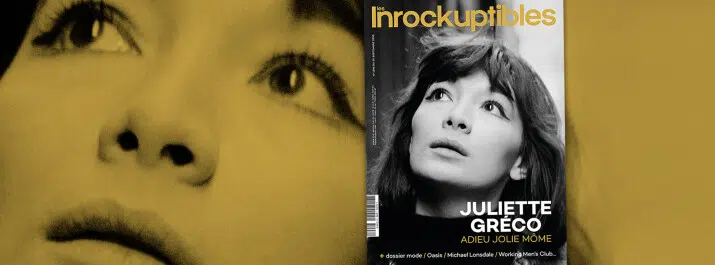 les
Inrockuptibles
JULIETTE
GRÉCO
ADIEU JOLIE MÔME
+ dossier mode / Oasis / Michael Lonsdale / Working Men's Club...